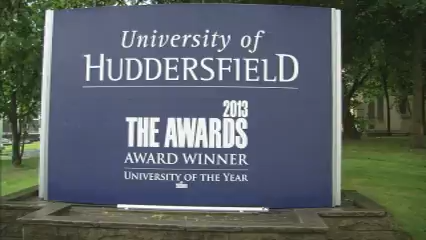 University of
HUDDERSFIELD
2013
THE AWARDS
AWARD WINNER
UNIVERSITY OF THE YEAR